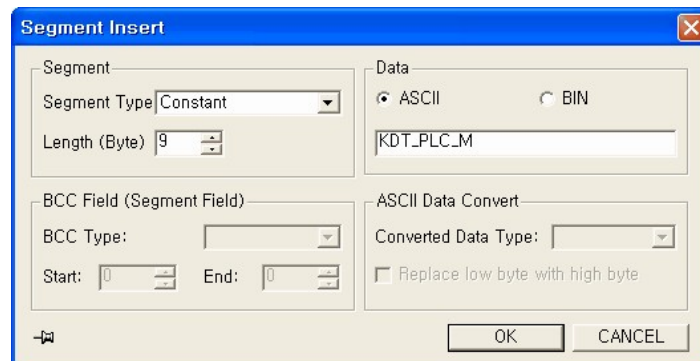 Segment Insert
Segment
Segment Type Constant
Length (Byte) 9
Data
ASCII BIN
KDT_PLC_M
BCC Field (Segment Field)
BCC Type:
Start: 0 End: 0
ASCII Data Convert
Converted Data Type:
Replace low byte with high byte
OK CANCEL